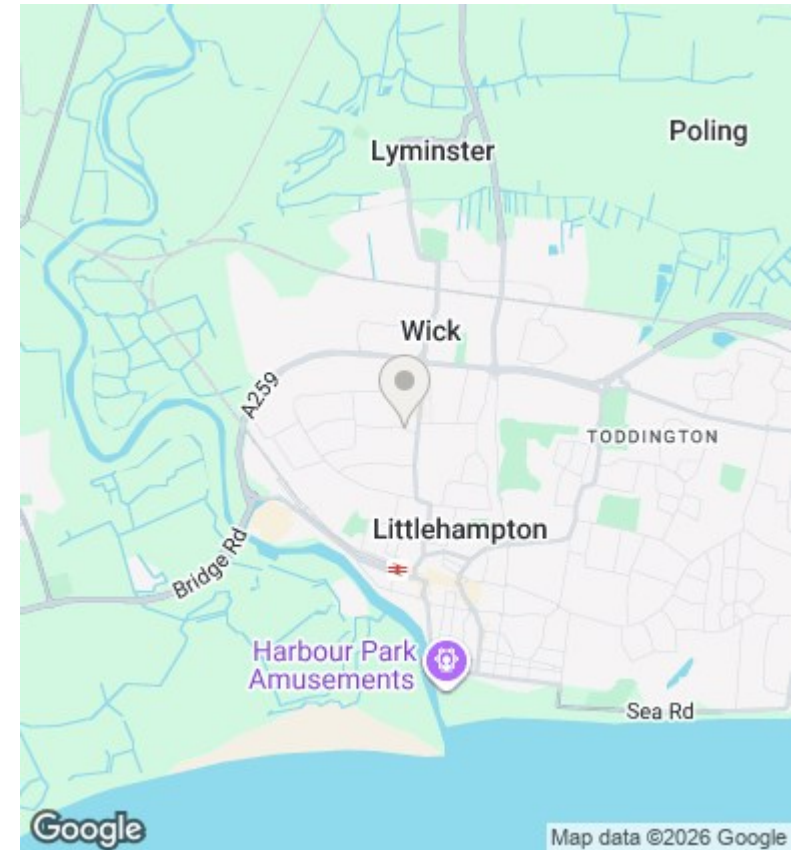 Poling
Lyminster
Wick
A259
TODDINGTON
Littlehampton
Bridge Rd
Harbour Park
Amusements
Sea Rd
Google
Map data ©2026 Google